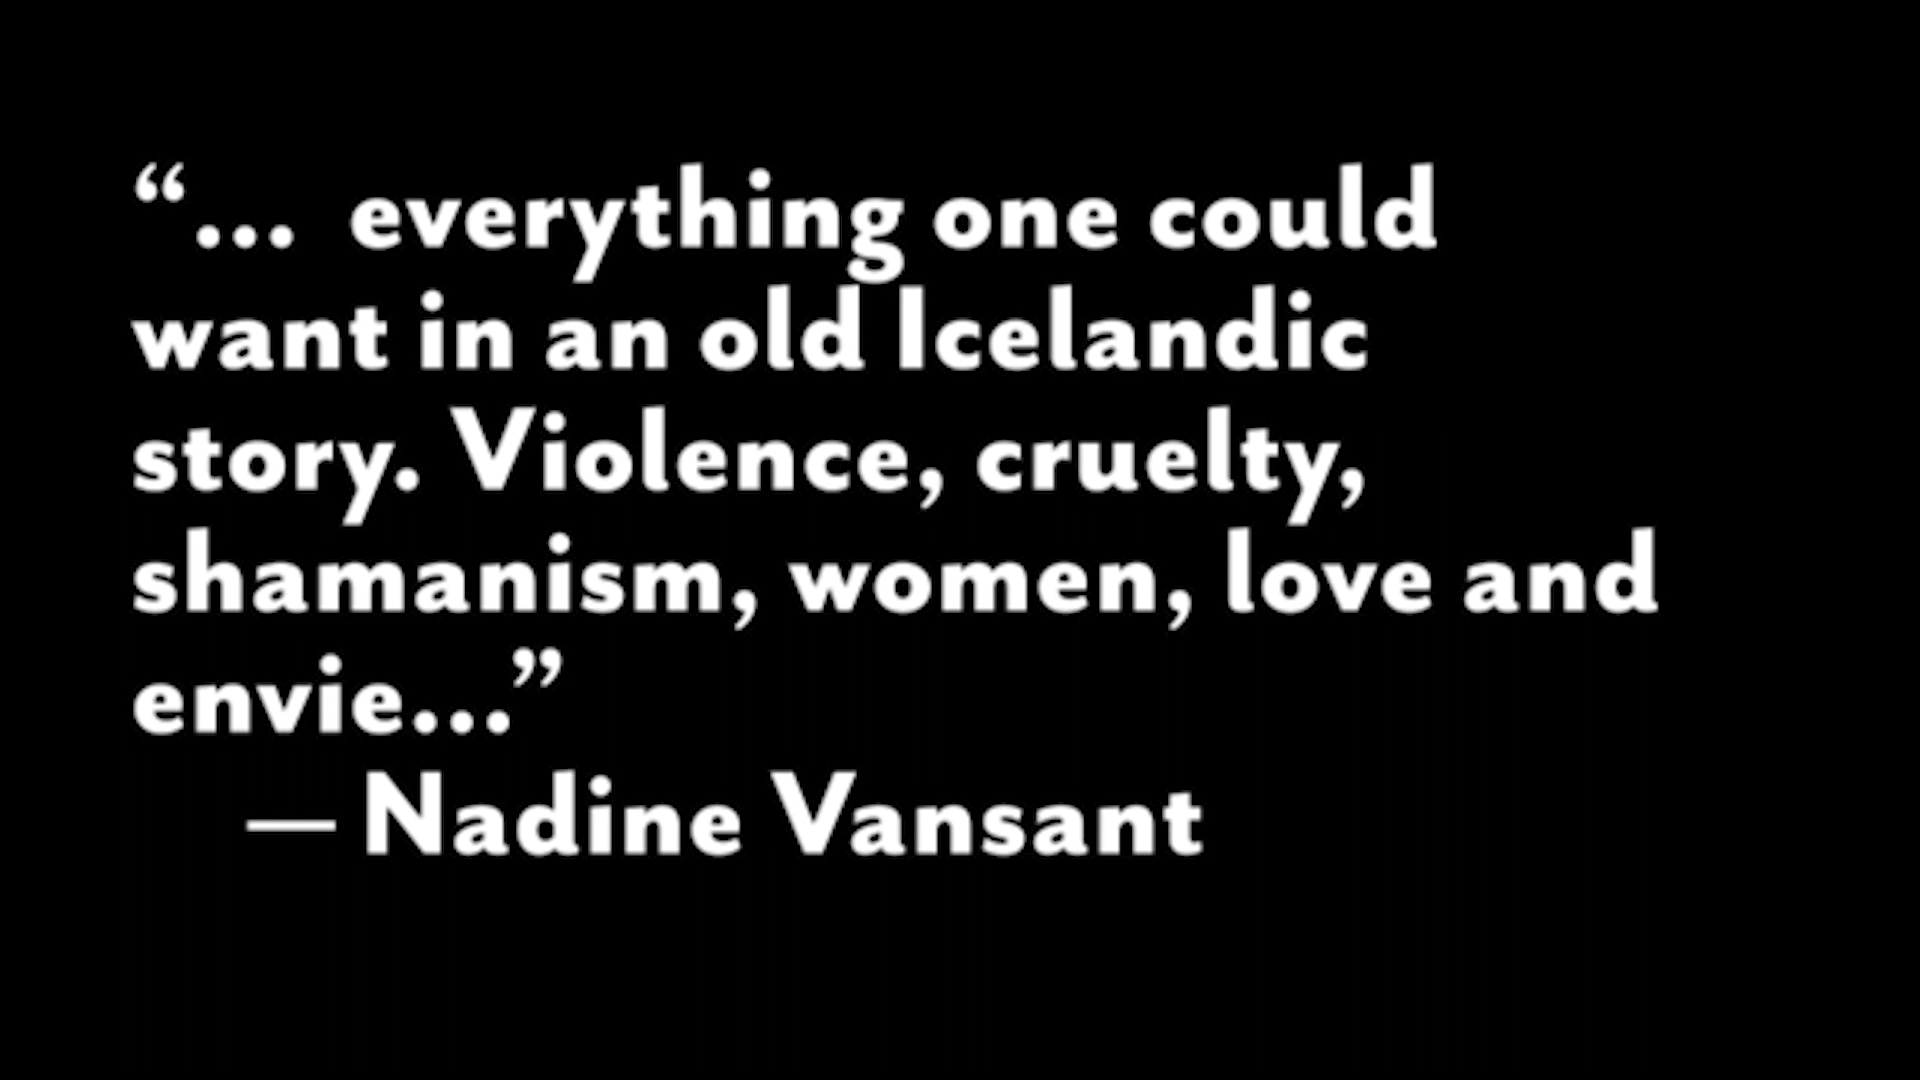 “... everything one could
want in an old Icelandic
story. Violence, cruelty,
shamanism, women, love and
envie...”
— Nadine Vansant